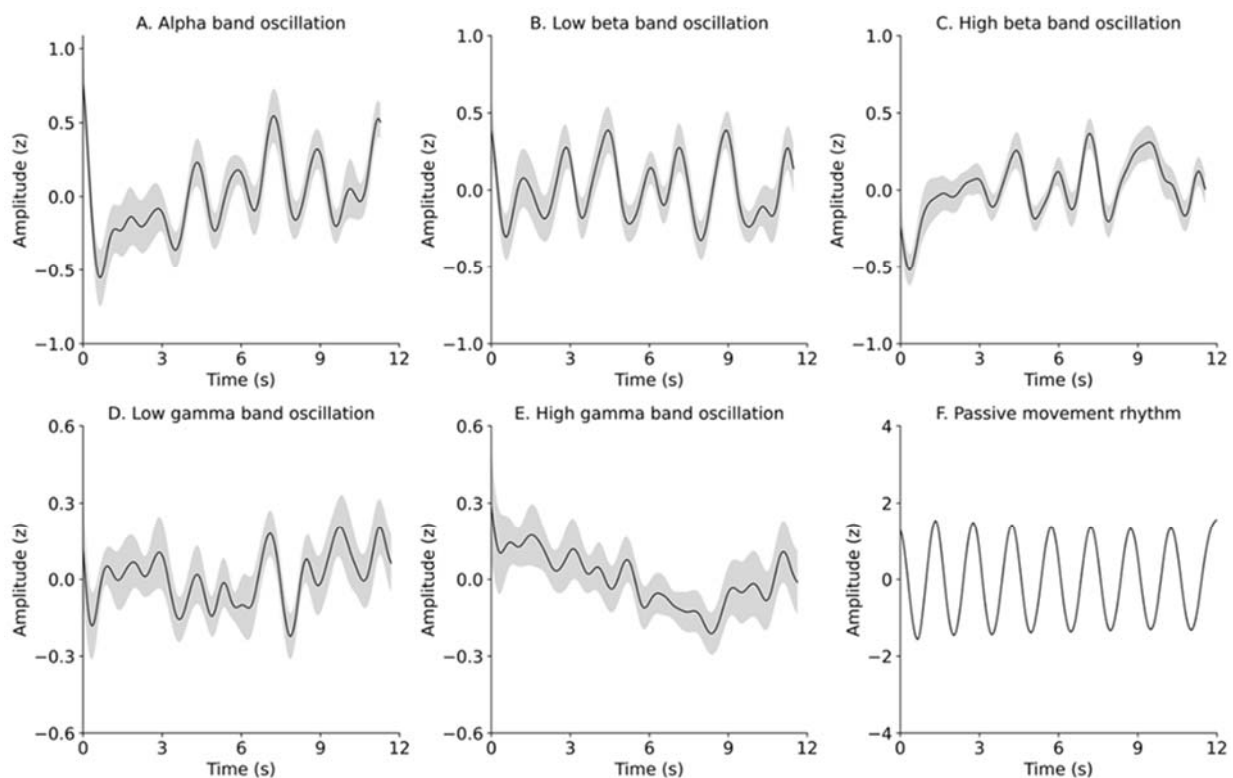 A. Alpha band oscillation
1.0
0.5
0.0
−0.5
−1.0
Amplitude (z)
0 3 6 9 12
Time (s)
B. Low beta band oscillation
1.0
0.5
0.0
−0.5
−1.0
Amplitude (z)
0 3 6 9 12
Time (s)
C. High beta band oscillation
1.0
0.5
0.0
−0.5
−1.0
Amplitude (z)
0 3 6 9 12
Time (s)
D. Low gamma band oscillation
0.6
0.3
0.0
−0.3
−0.6
Amplitude (z)
0 3 6 9 12
Time (s)
E. High gamma band oscillation
0.6
0.3
0.0
−0.3
−0.6
Amplitude (z)
0 3 6 9 12
Time (s)
F. Passive movement rhythm
4
2
0
−2
−4
Amplitude (z)
0 3 6 9 12
Time (s)